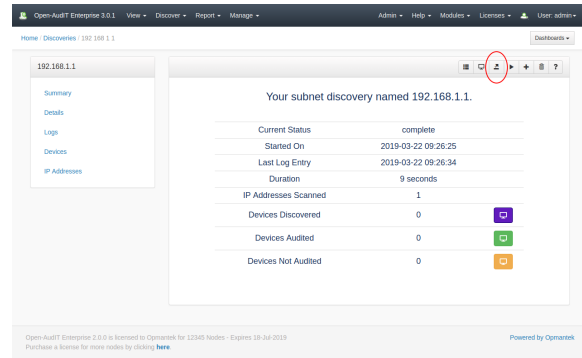 Open-AudIT Enterprise 3.0.1 View Discover Report Manage Admin Help Modules Licenses User: admin
Home / Discoveries / 192 168 1 1 Dashboards
192.168.1.1
Summary
Details
Logs
Devices
IP Addresses
?
Your subnet discovery named 192.168.1.1.
Current Status complete
Started On 2019-03-22 09:26:25
Last Log Entry 2019-03-22 09:26:34
Duration 9 seconds
IP Addresses Scanned 1
Devices Discovered 0
Devices Audited 0
Devices Not Audited 0
Open-AudIT Enterprise 2.0.0 is licensed to Opmantek for 12345 Nodes - Expires 18-Jul-2019 Powered by Opmantek
Purchase a license for more nodes by clicking here.